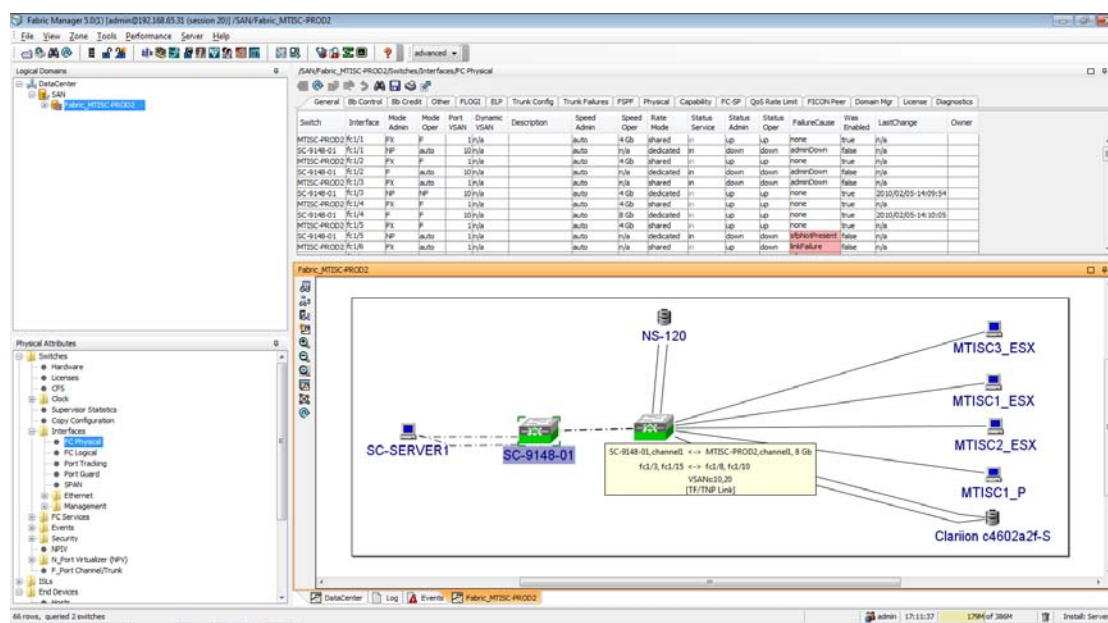 Fabric Manager 5.0(1) [admin@192.168.65.31 (session 20)] /SAN/Fabric_MTISC-PROD2
File View Zone Tools Performance Server Help
advanced
Logical Domains
/SAN/Fabric_MTISC-PROD2/Switches/Interfaces/FC Physical
DataCenter
SAN
Fabric_MTISC-PROD2
General Bb Control Bb Credit Other FLOGI ELP Trunk Config Trunk Failures FSPF Physical Capability FC-SP QoS Rate Limit FICON Peer Domain Mgr License Diagnostics
Switch Interface Mode Admin Mode Oper Port VSAN Dynamic VSAN Description Speed Admin Speed Oper Rate Mode Status Service Status Admin Status Oper FailureCause Was Enabled LastChange Owner
MTISC-PROD2 fc1/1 FX F 1 n/a auto 4 Gb shared in up up none true n/a
SC-9148-01 fc1/1 NP auto 10 n/a auto n/a dedicated in down down adminDown false n/a
MTISC-PROD2 fc1/2 FX F 1 n/a auto 4 Gb shared in up up none true n/a
SC-9148-01 fc1/2 F auto 10 n/a auto n/a dedicated in down down adminDown false n/a
MTISC-PROD2 fc1/3 FX auto 1 n/a auto n/a shared in down down adminDown false n/a
SC-9148-01 fc1/3 NP NP 10 n/a auto 4 Gb dedicated in up up none true 2010/02/05-14:09:54
MTISC-PROD2 fc1/4 FX F 1 n/a auto 4 Gb shared in up up none true n/a
SC-9148-01 fc1/4 F F 10 n/a auto 8 Gb dedicated in up up none true 2010/02/05-14:10:05
MTISC-PROD2 fc1/5 FX F 1 n/a auto 4 Gb shared in up up none true n/a
SC-9148-01 fc1/5 NP auto 1 n/a auto n/a dedicated in down down sfpNotPresent false n/a
MTISC-PROD2 fc1/6 FX auto 1 n/a auto n/a shared in up down linkFailure false n/a
Fabric_MTISC-PROD2
NS-120
MTISC3_ESX
MTISC1_ESX
MTISC2_ESX
MTISC1_P
Clariion c4602a2f-S
SC-SERVER1
SC-9148-01
SC-9148-01,channel1 <-> MTISC-PROD2,channel1, 8 Gb
fc1/3, fc1/15 <-> fc1/8, fc1/10
VSANs:10,20
[TF/TNP Link]
Physical Attributes
Switches
Hardware
Licenses
CFS
Clock
Supervisor Statistics
Copy Configuration
Interfaces
FC Physical
FC Logical
Port Tracking
Port Guard
SPAN
Ethernet
Management
FC Services
Events
Security
NPIV
N_Port Virtualizer (NPV)
F_Port Channel/Trunk
ISLs
End Devices
Hosts
DataCenter Log Events Fabric_MTISC-PROD2
66 rows, queried 2 switches
admin 17:11:37 179M of 386M Install: Server